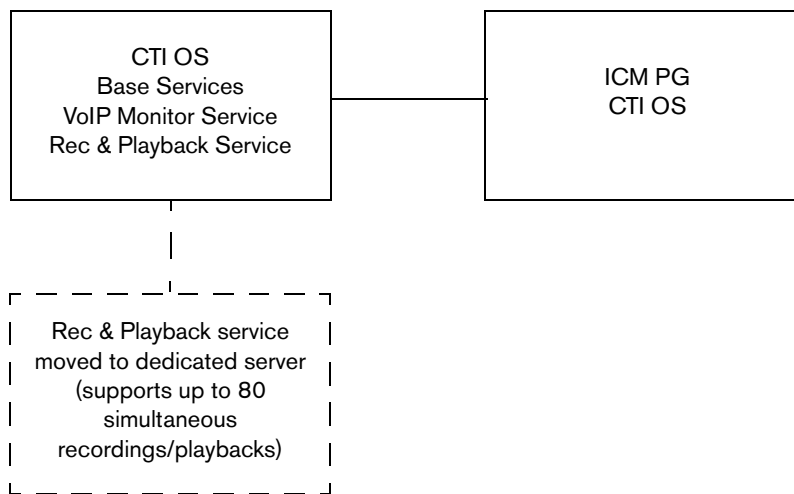 CTI OS
Base Services
VoIP Monitor Service
Rec & Playback Service
ICM PG
CTI OS
Rec & Playback service
moved to dedicated server
(supports up to 80
simultaneous
recordings/playbacks)